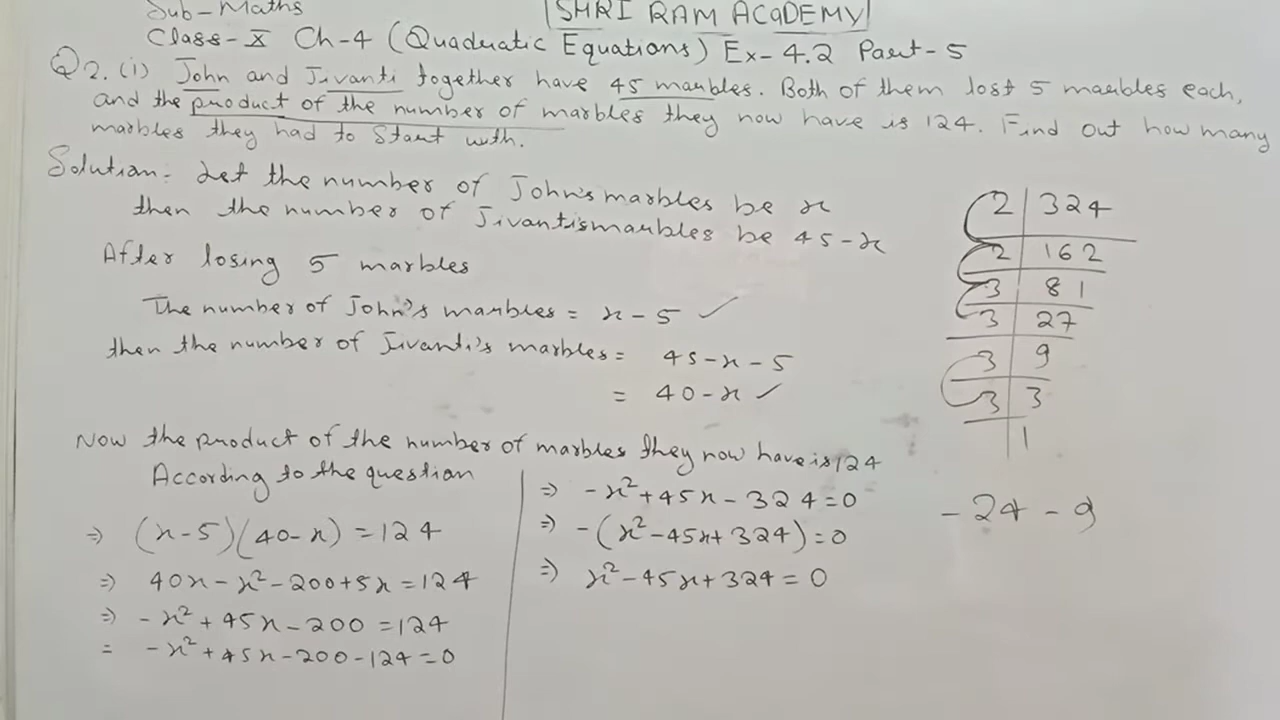 Sub-Maths
SHRI RAM ACADEMY
Class-X Ch-4 (Quadratic Equations) Ex-4.2 Part-5
Q2. (i) John and Jivanti together have 45 marbles. Both of them lost 5 marbles each,
and the product of the number of marbles they now have is 124. Find out how many
marbles they had to start with.
Solution- Let the number of John's marbles be x
then the number of Jivantis marbles be 45-x
After losing 5 marbles
The number of John's marbles = x-5 ✓
then the number of Jivanti's marbles = 45-x-5
= 40-x ✓
Now the product of the number of marbles they now have is 124
According to the question
⇒ (x-5)(40-x) = 124
⇒ 40x-x²-200+5x = 124
⇒ -x²+45x-200 = 124
= -x²+45x-200-124=0
⇒ -x²+45x-324=0
⇒ -(x²-45x+324)=0
⇒ x²-45x+324=0
2 | 324
2 | 162
3 | 81
3 | 27
3 | 9
3 | 3
| 1
-24-9